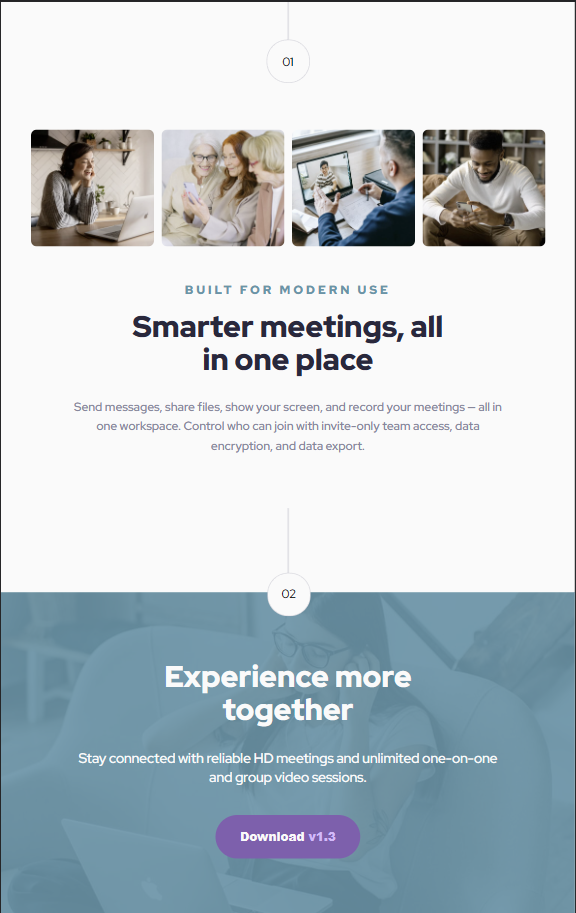 01
BUILT FOR MODERN USE
Smarter meetings, all
in one place
Send messages, share files, show your screen, and record your meetings — all in
one workspace. Control who can join with invite-only team access, data
encryption, and data export.
02
Experience more
together
Stay connected with reliable HD meetings and unlimited one-on-one
and group video sessions.
Download v1.3